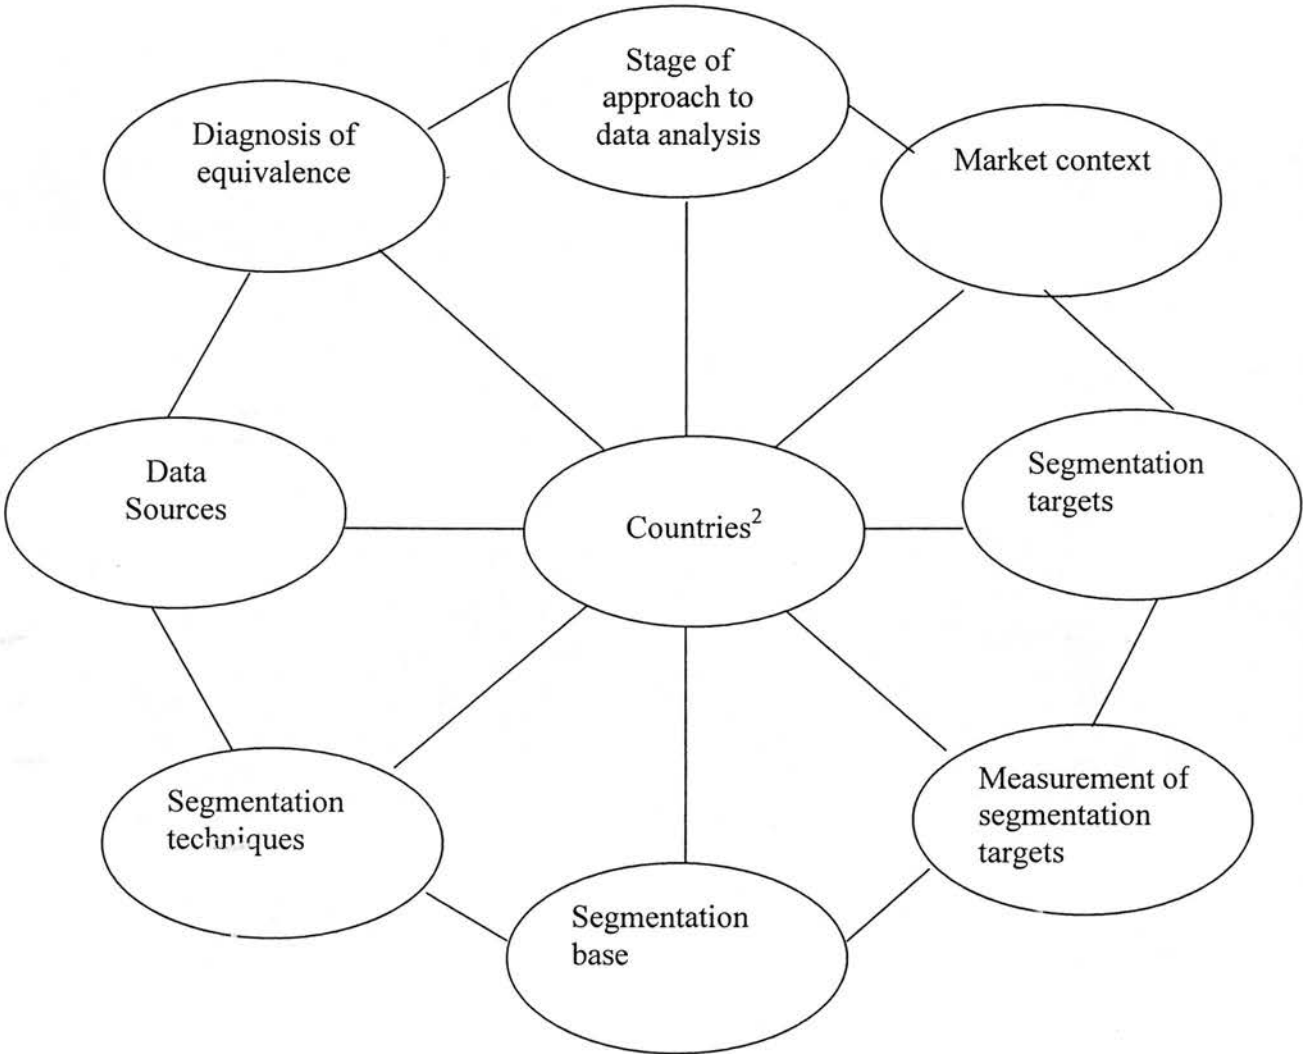 Stage of
approach to
data analysis
Diagnosis of
equivalence
Market context
Data
Sources
Countries²
Segmentation
targets
Segmentation
techniques
Measurement of
segmentation
targets
Segmentation
base